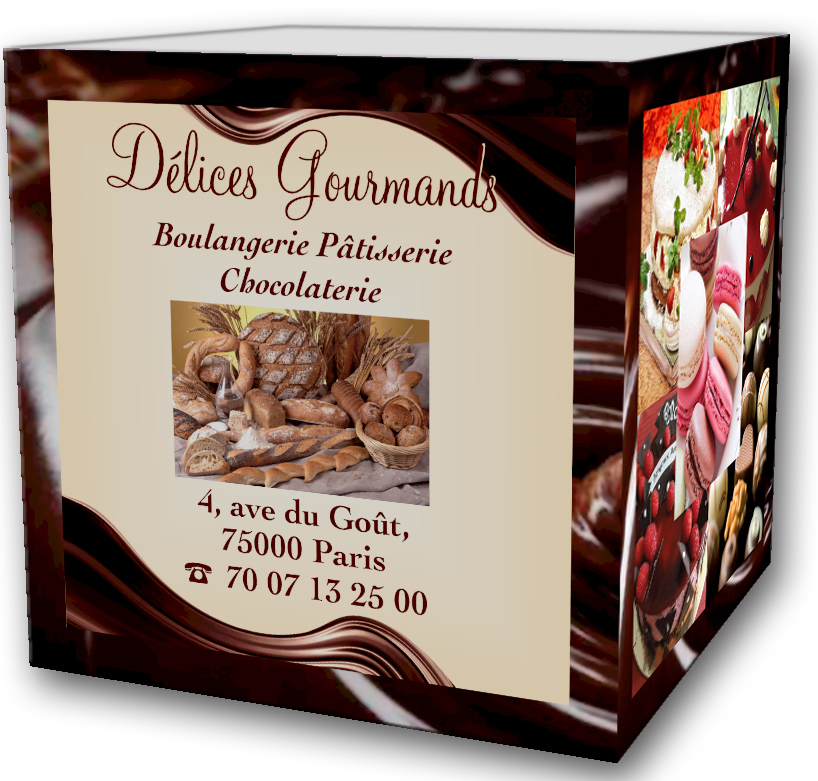 Délices Gourmands
Boulangerie Pâtisserie
Chocolaterie
4, ave du Goût,
75000 Paris
☎ 70 07 13 25 00